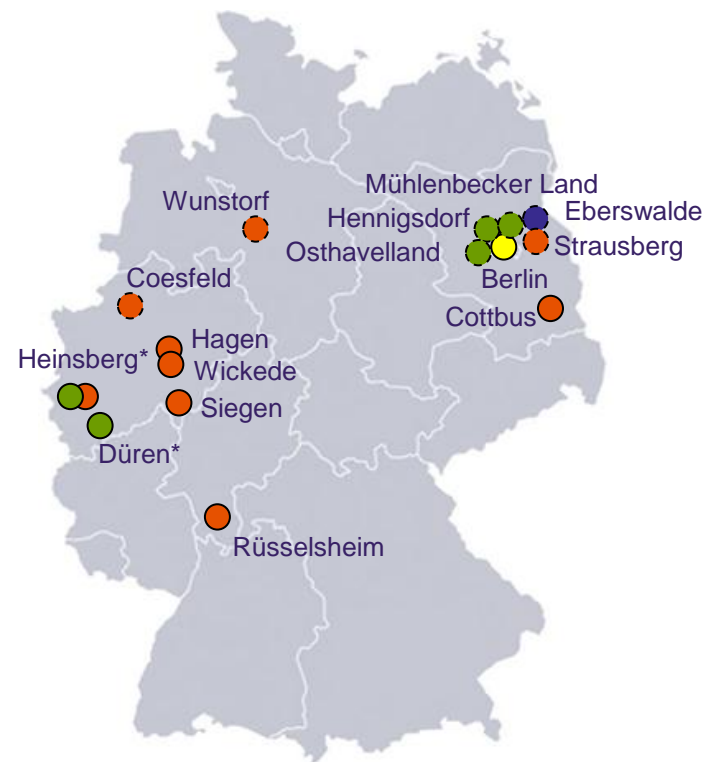 Mühlenbecker Land
Wunstorf
Hennigsdorf
Eberswalde
Osthavelland
Strausberg
Coesfeld
Berlin
Cottbus
Hagen
Heinsberg*
Wickede
Siegen
Düren*
Rüsselsheim